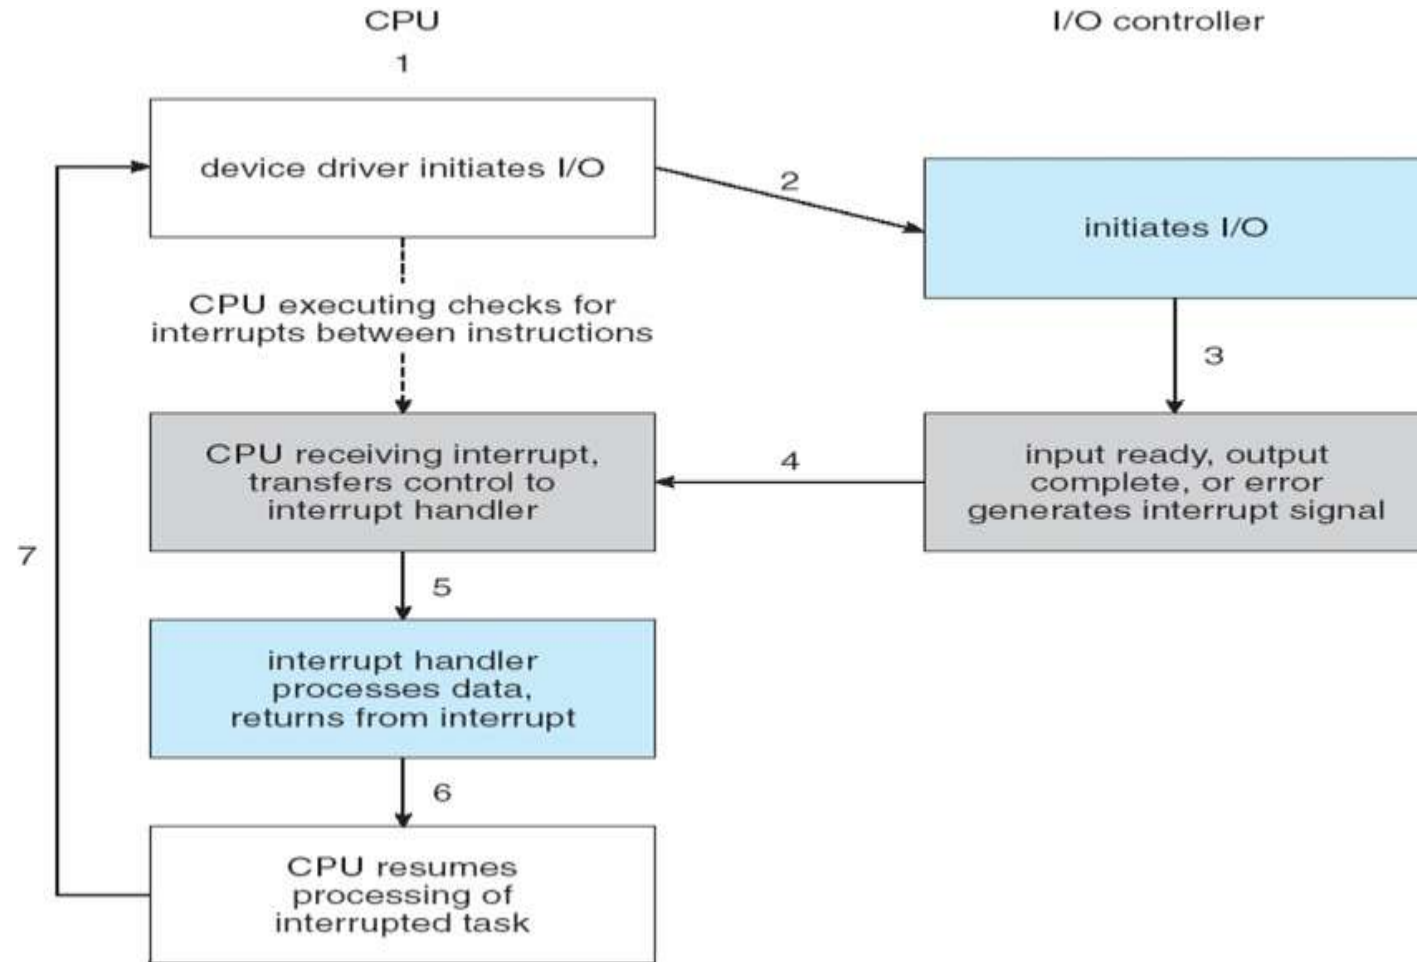 CPU
I/O controller
1
device driver initiates I/O
2
initiates I/O
CPU executing checks for
interrupts between instructions
3
CPU receiving interrupt,
transfers control to
interrupt handler
4
input ready, output
complete, or error
generates interrupt signal
7
5
interrupt handler
processes data,
returns from interrupt
6
CPU resumes
processing of
interrupted task